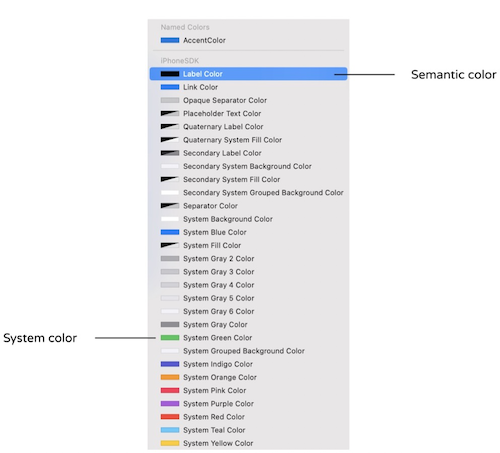 Named Colors
AccentColor
iPhoneSDK
Label Color
Semantic color
Link Color
Opaque Separator Color
Placeholder Text Color
Quaternary Label Color
Quaternary System Fill Color
Secondary Label Color
Secondary System Background Color
Secondary System Fill Color
Secondary System Grouped Background Color
Separator Color
System Background Color
System Blue Color
System Fill Color
System Gray 2 Color
System Gray 3 Color
System Gray 4 Color
System Gray 5 Color
System Gray 6 Color
System Gray Color
System color
System Green Color
System Grouped Background Color
System Indigo Color
System Orange Color
System Pink Color
System Purple Color
System Red Color
System Teal Color
System Yellow Color